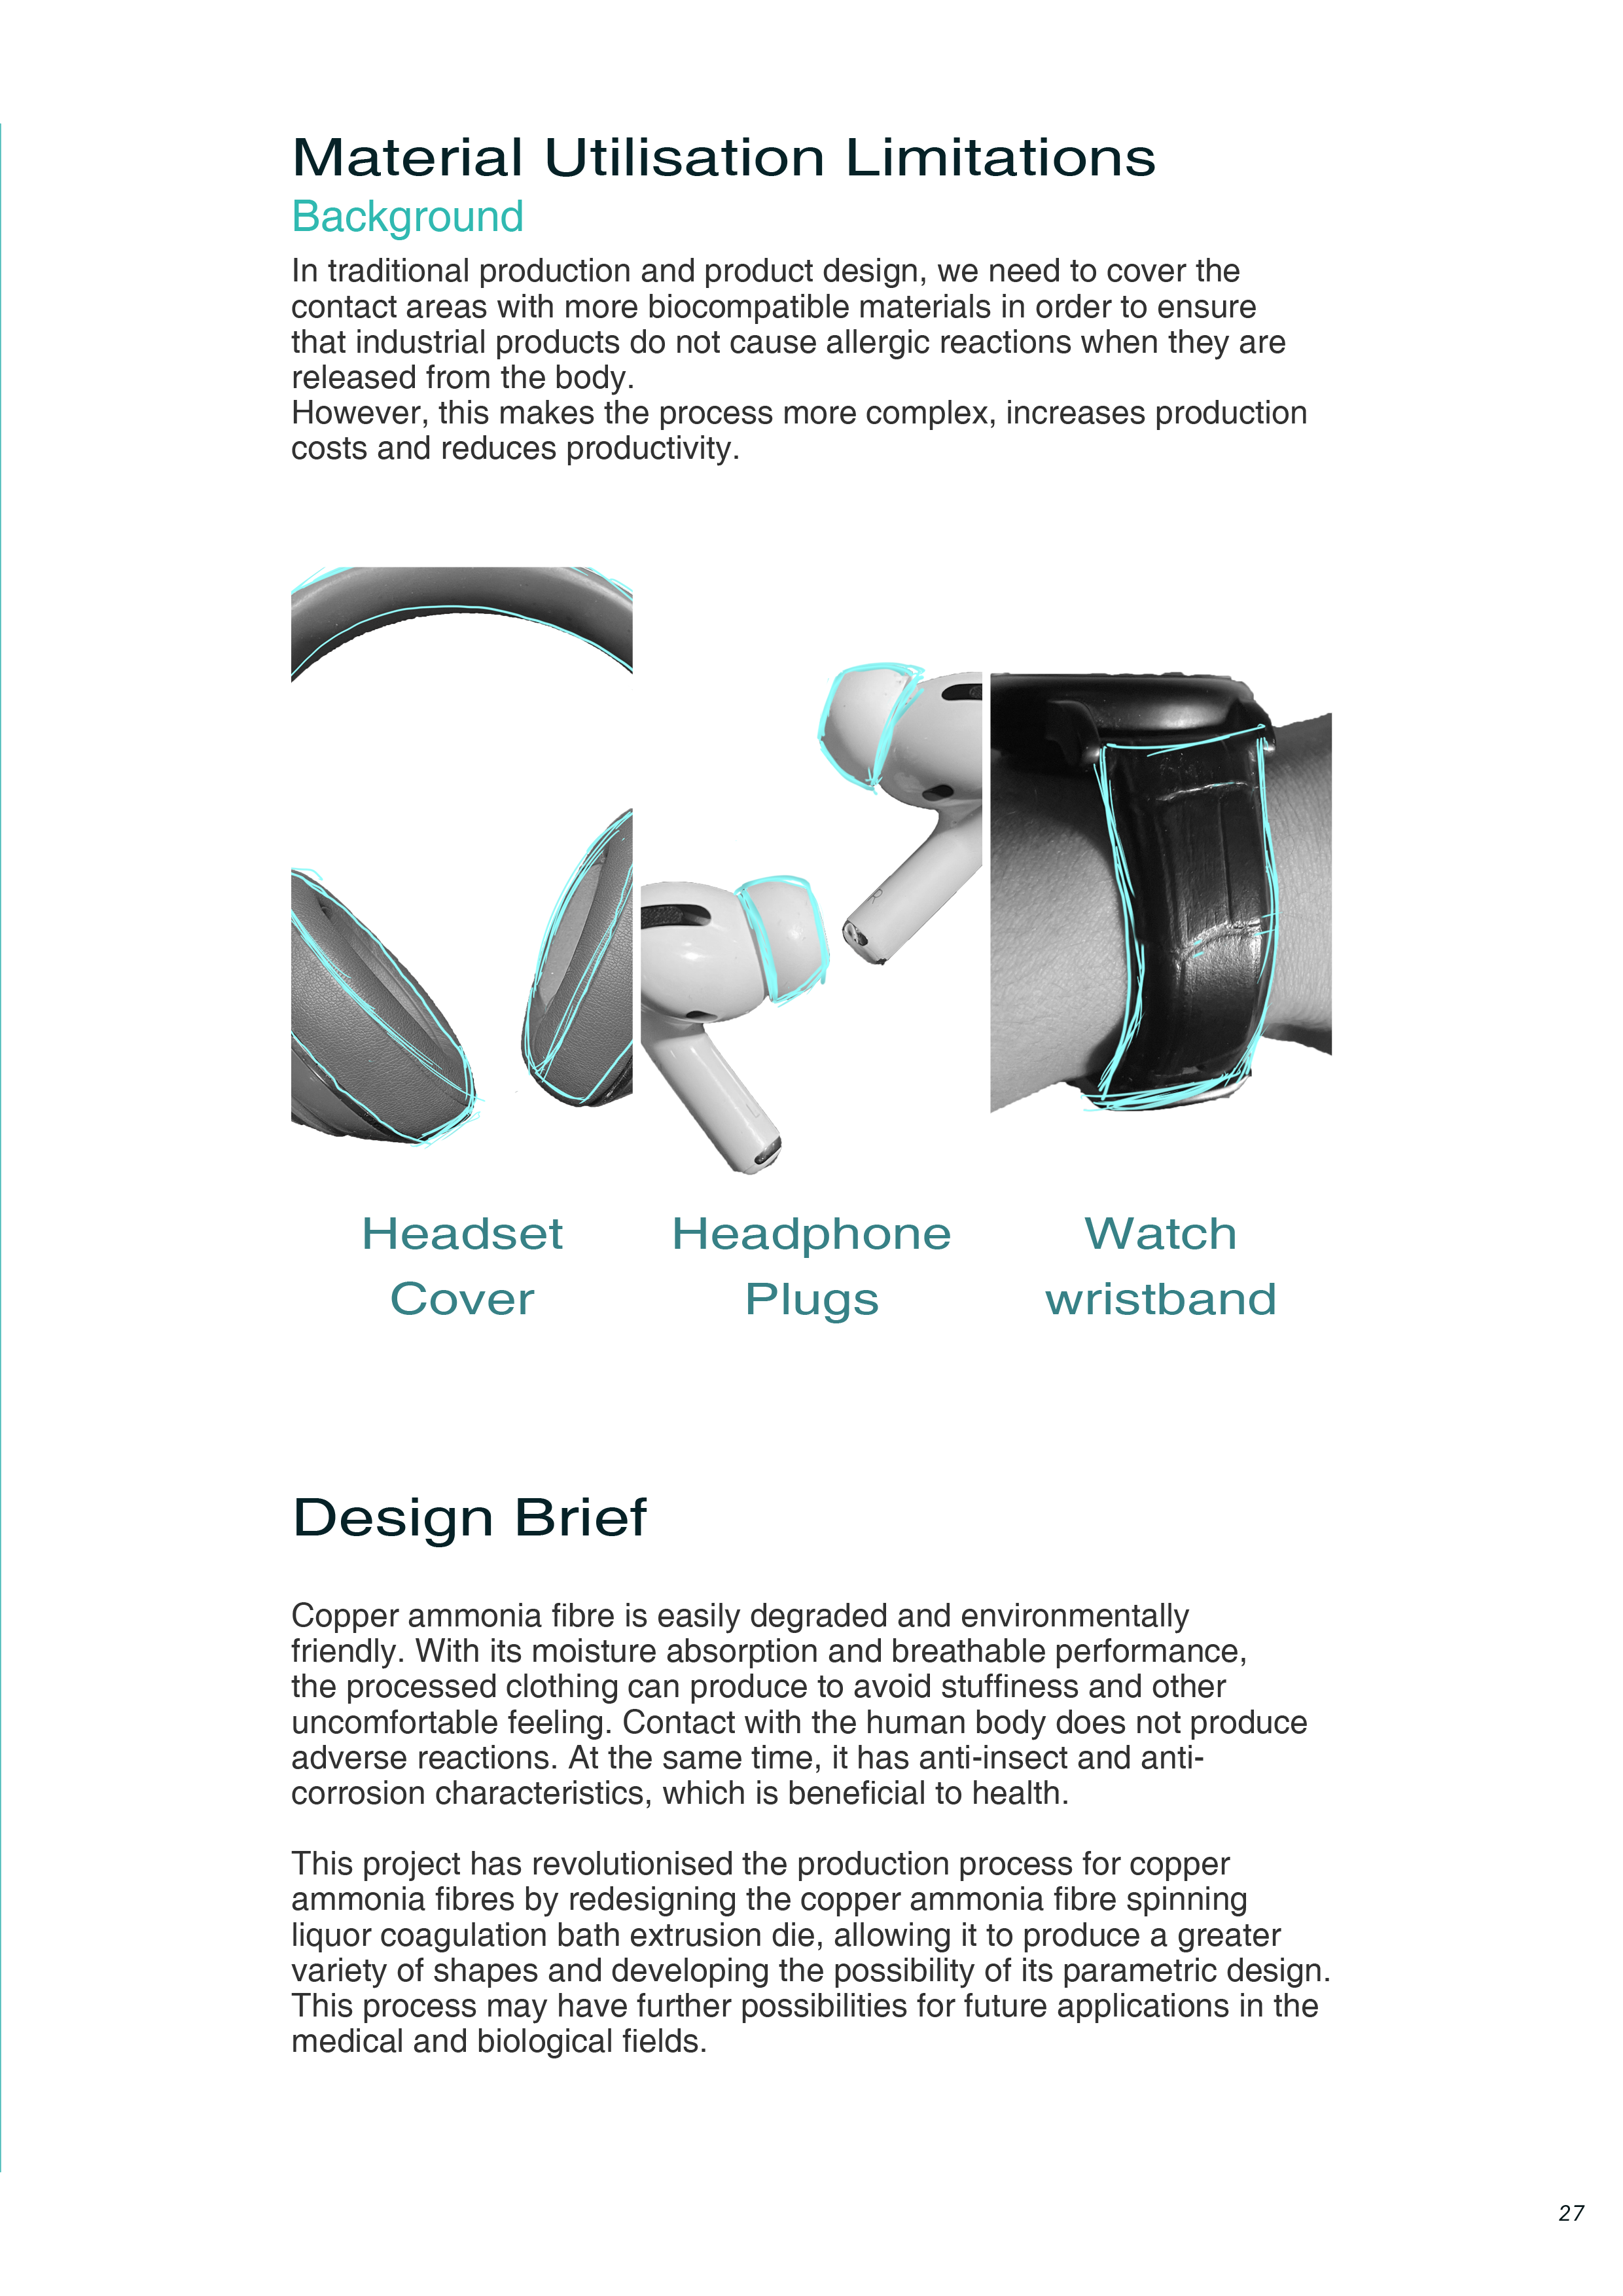 Material Utilisation Limitations
Background
In traditional production and product design, we need to cover the
contact areas with more biocompatible materials in order to ensure
that industrial products do not cause allergic reactions when they are
released from the body.
However, this makes the process more complex, increases production
costs and reduces productivity.
R
L
Headset
Cover
Headphone
Plugs
Watch
wristband
Design Brief
Copper ammonia fibre is easily degraded and environmentally
friendly. With its moisture absorption and breathable performance,
the processed clothing can produce to avoid stuffiness and other
uncomfortable feeling. Contact with the human body does not produce
adverse reactions. At the same time, it has anti-insect and anti-
corrosion characteristics, which is beneficial to health.
This project has revolutionised the production process for copper
ammonia fibres by redesigning the copper ammonia fibre spinning
liquor coagulation bath extrusion die, allowing it to produce a greater
variety of shapes and developing the possibility of its parametric design.
This process may have further possibilities for future applications in the
medical and biological fields.
27